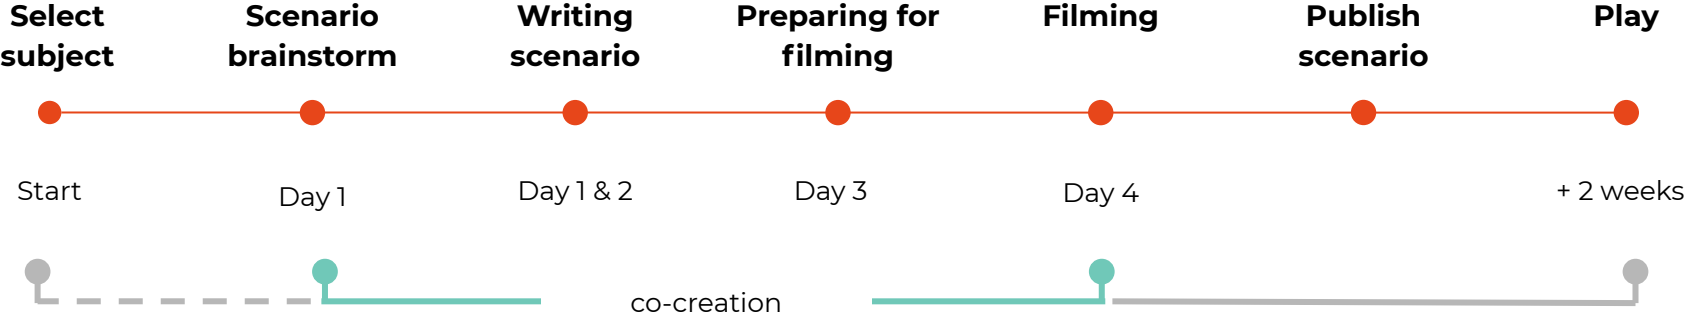 Select subject
Scenario brainstorm
Writing scenario
Preparing for filming
Filming
Publish scenario
Play
Start
Day 1
Day 1 & 2
Day 3
Day 4
+ 2 weeks
co-creation